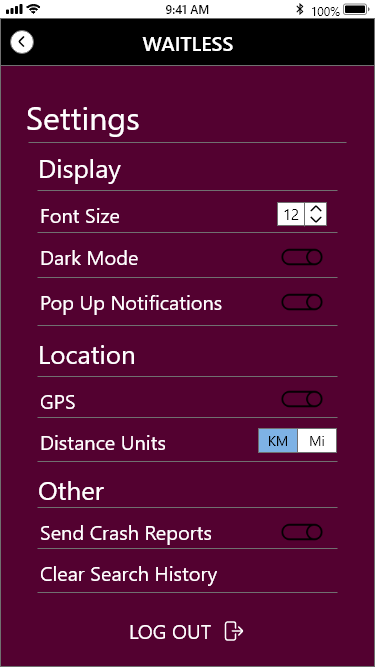 9:41 AM 100%
WAITLESS
Settings
Display
Font Size 12
Dark Mode
Pop Up Notifications
Location
GPS
Distance Units KM Mi
Other
Send Crash Reports
Clear Search History
LOG OUT